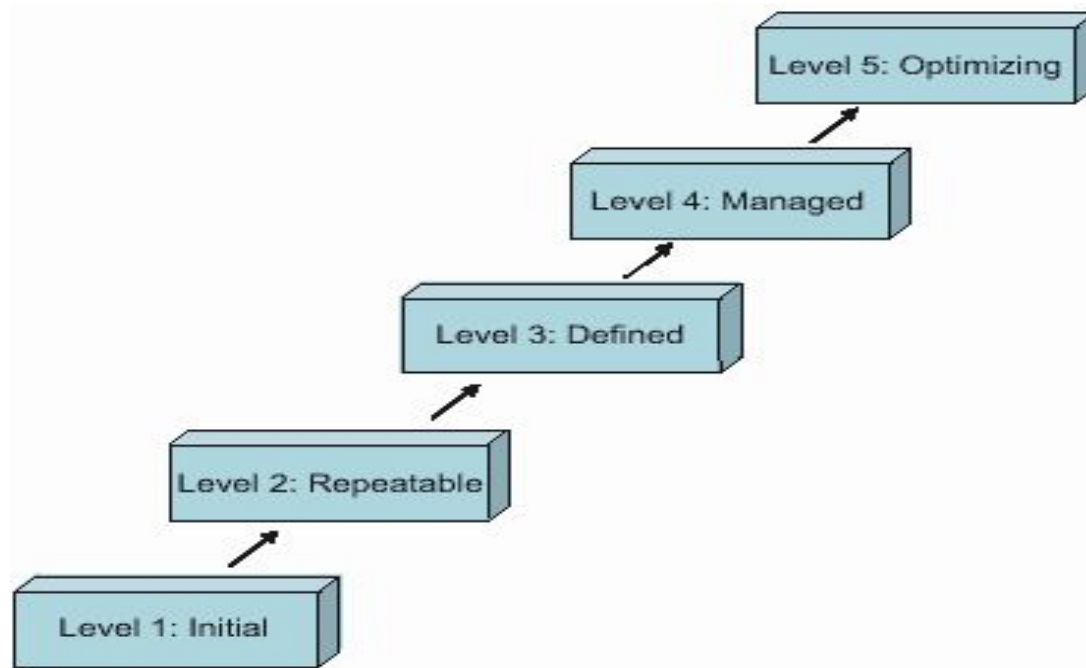 Level 5: Optimizing
Level 4: Managed
Level 3: Defined
Level 2: Repeatable
Level 1: Initial